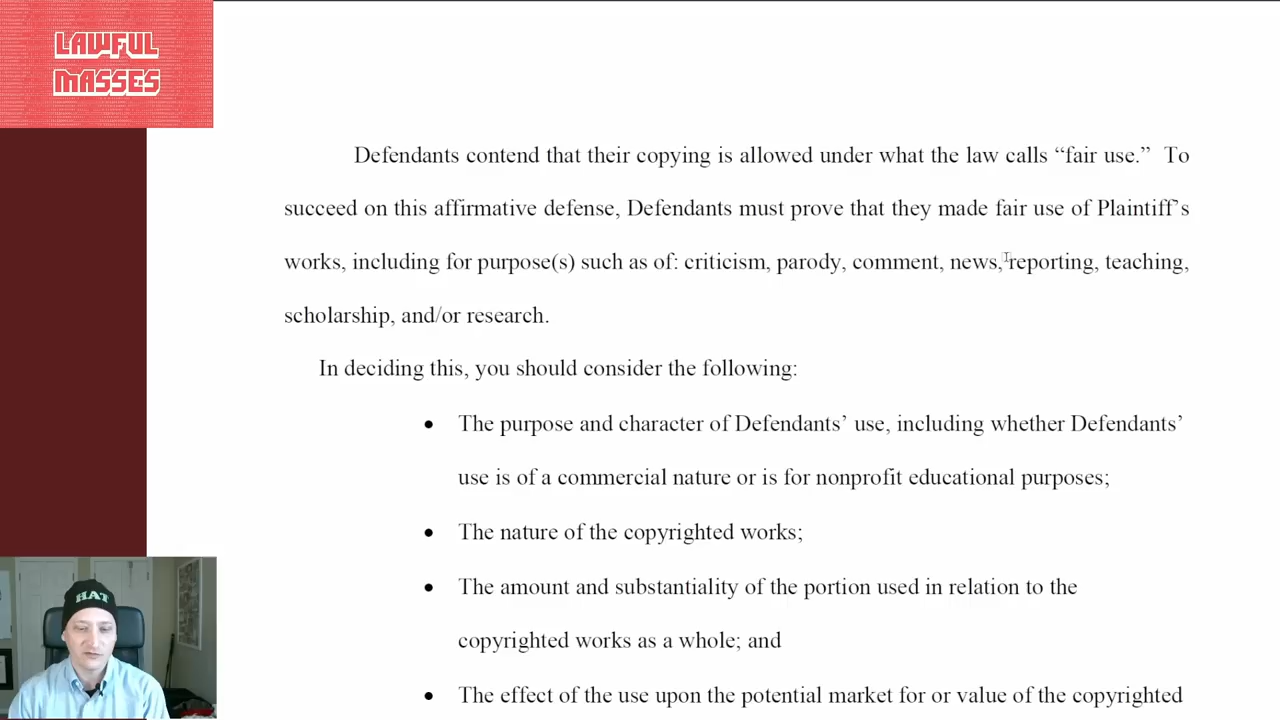 LAWFUL
MASSES
Defendants contend that their copying is allowed under what the law calls “fair use.” To
succeed on this affirmative defense, Defendants must prove that they made fair use of Plaintiff’s
works, including for purpose(s) such as of: criticism, parody, comment, news, reporting, teaching,
scholarship, and/or research.
In deciding this, you should consider the following:
• The purpose and character of Defendants’ use, including whether Defendants’
use is of a commercial nature or is for nonprofit educational purposes;
• The nature of the copyrighted works;
• The amount and substantiality of the portion used in relation to the
copyrighted works as a whole; and
• The effect of the use upon the potential market for or value of the copyrighted
HAT